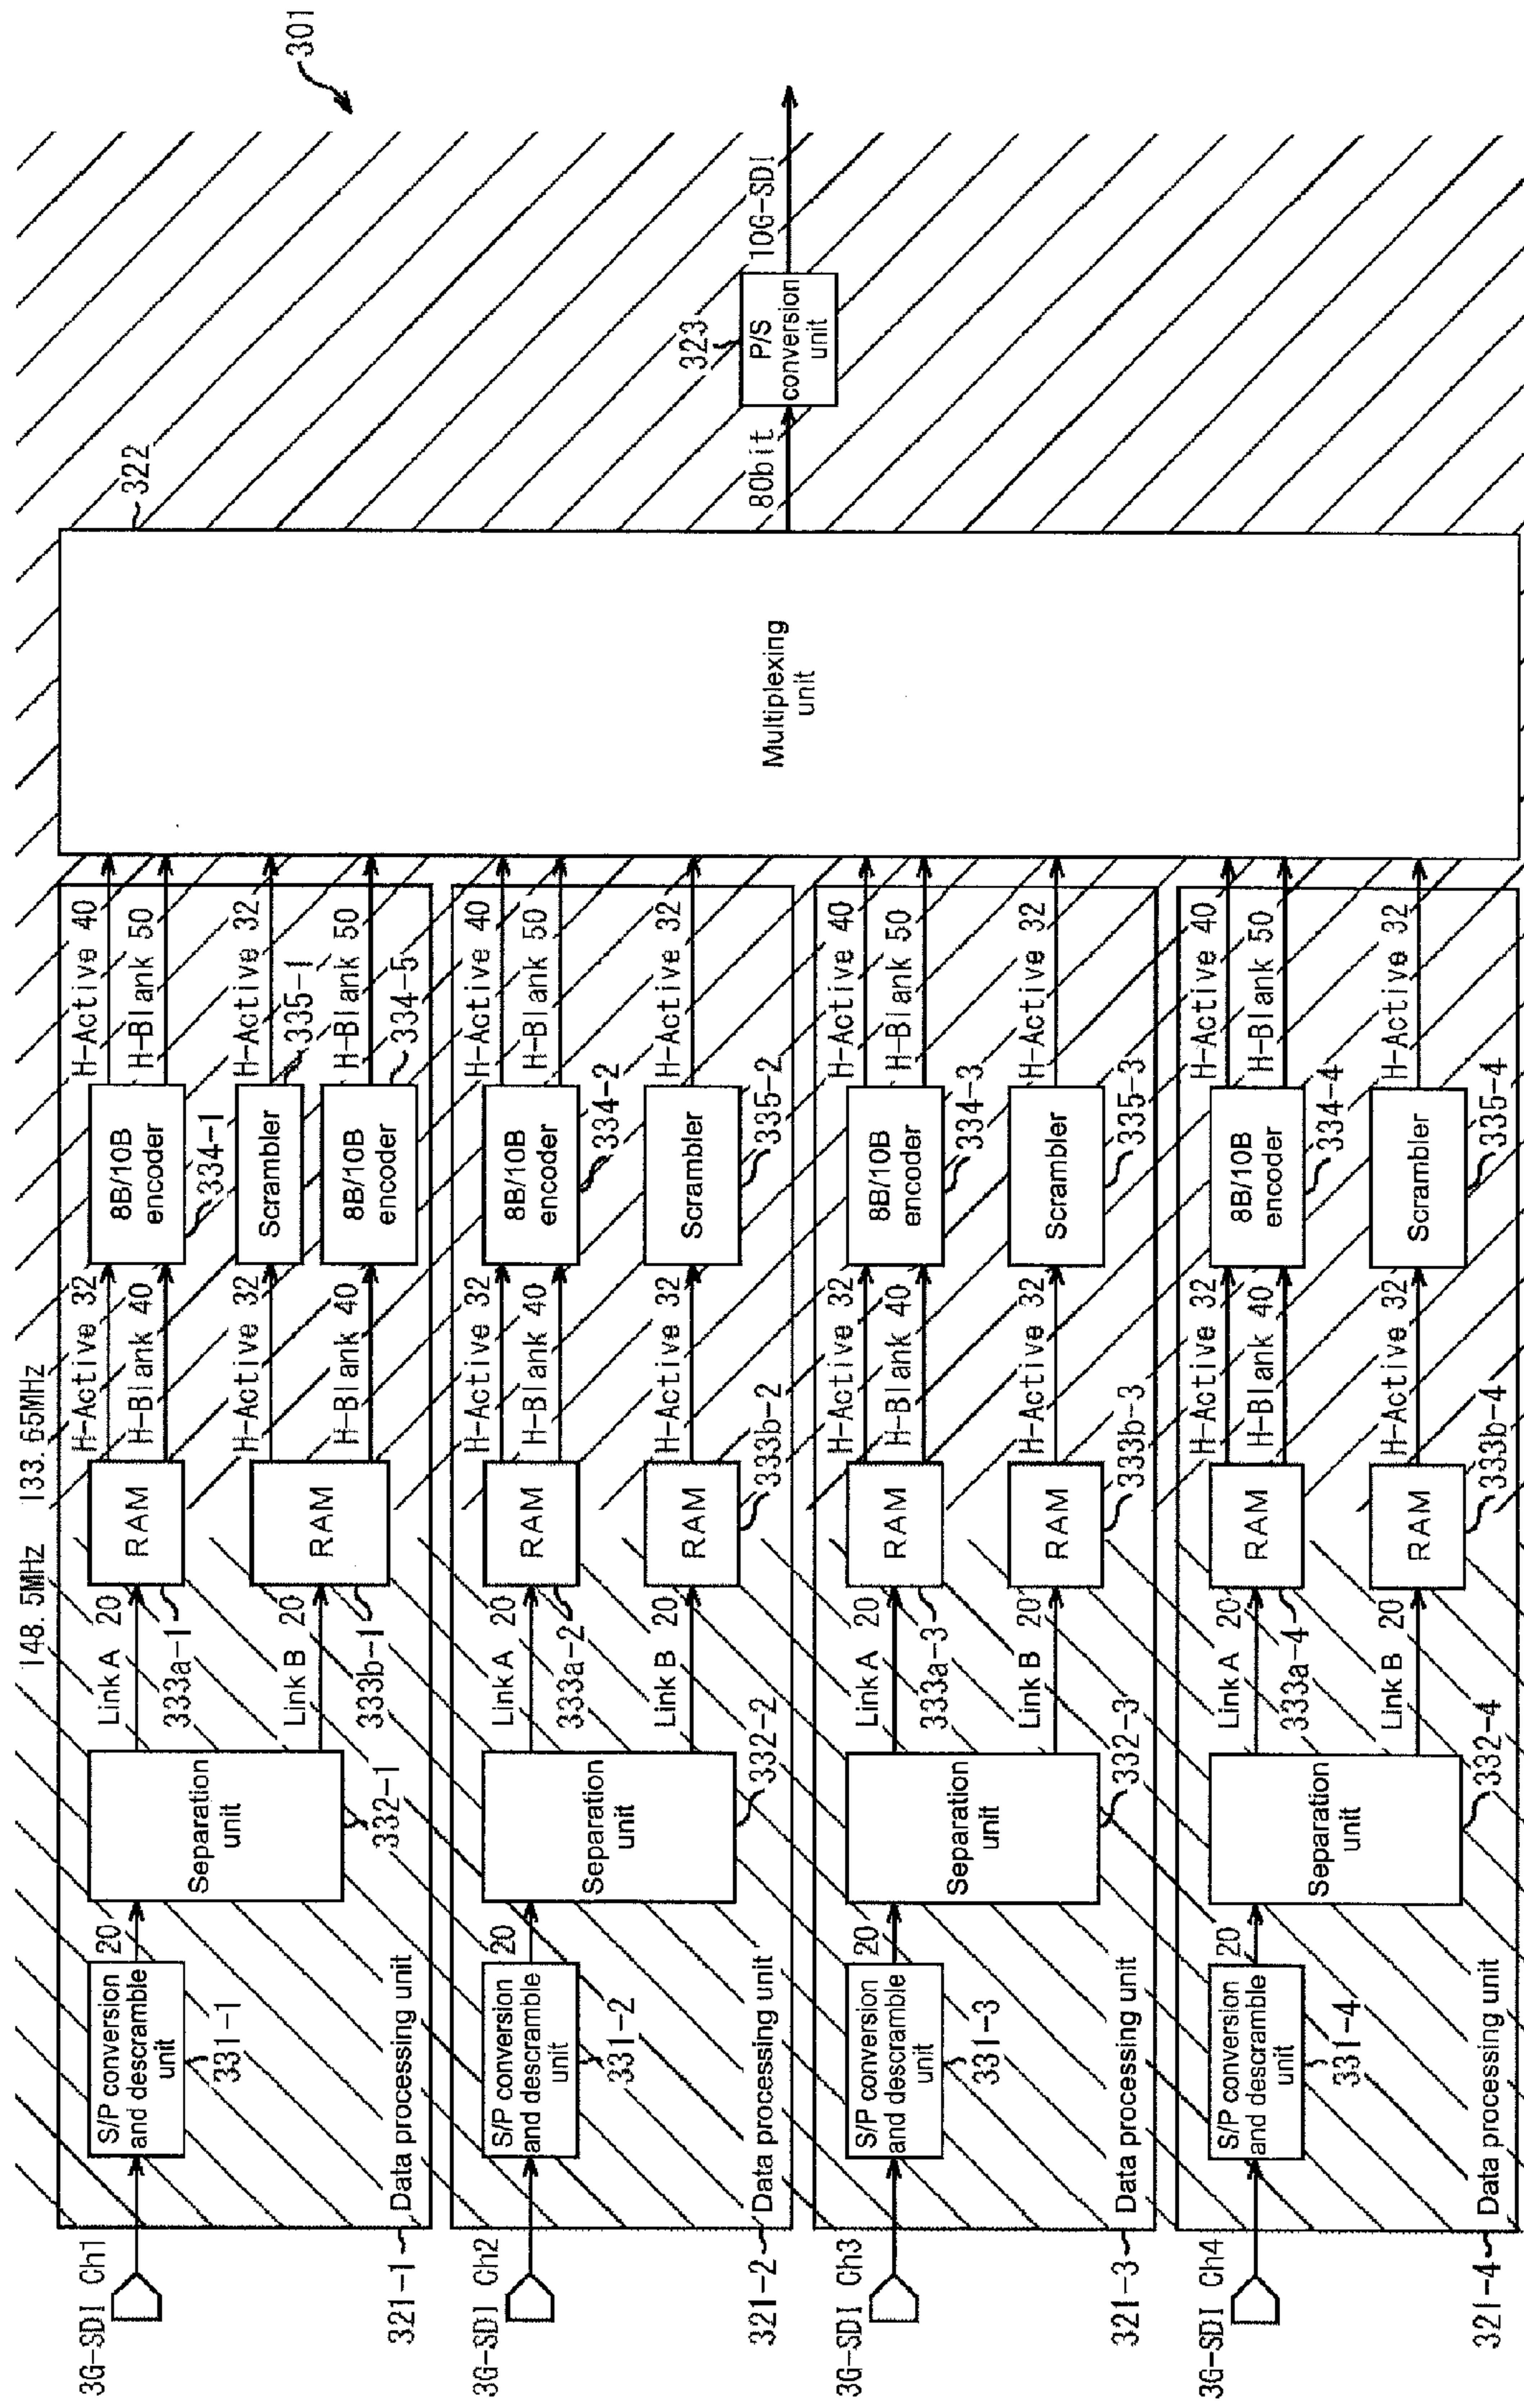 301
148.5MHz 133.65MHz
3G-SDI Ch1
S/P conversion
and descramble
unit
331-1
20
Separation
unit
332-1
Link A 20
333a-1
RAM
Link B 20
333b-1
RAM
H-Active 32
H-Blank 40
8B/10B
encoder
334-1
H-Active 40
H-Blank 50
H-Active 32
Scrambler
335-1
H-Active 32
H-Blank 40
8B/10B
encoder
334-5
H-Blank 50
321-1
Data processing unit
3G-SDI Ch2
S/P conversion
and descramble
unit
331-2
20
Separation
unit
332-2
Link A 20
333a-2
RAM
Link B 20
RAM
333b-2
H-Active 32
H-Blank 40
8B/10B
encoder
334-2
H-Active 40
H-Blank 50
H-Active 32
Scrambler
335-2
H-Active 32
321-2
Data processing unit
3G-SDI Ch3
S/P conversion
and descramble
unit
331-3
20
Separation
unit
332-3
Link A 20
333a-3
RAM
Link B 20
RAM
333b-3
H-Active 32
H-Blank 40
8B/10B
encoder
334-3
H-Active 40
H-Blank 50
H-Active 32
Scrambler
335-3
H-Active 32
321-3
Data processing unit
3G-SDI Ch4
S/P conversion
and descramble
unit
331-4
20
Separation
unit
332-4
Link A 20
333a-4
RAM
Link B 20
RAM
333b-4
H-Active 32
H-Blank 40
8B/10B
encoder
334-4
H-Active 40
H-Blank 50
H-Active 32
Scrambler
335-4
H-Active 32
321-4
Data processing unit
322
Multiplexing
unit
80bit
323
P/S
conversion
unit
10G-SDI